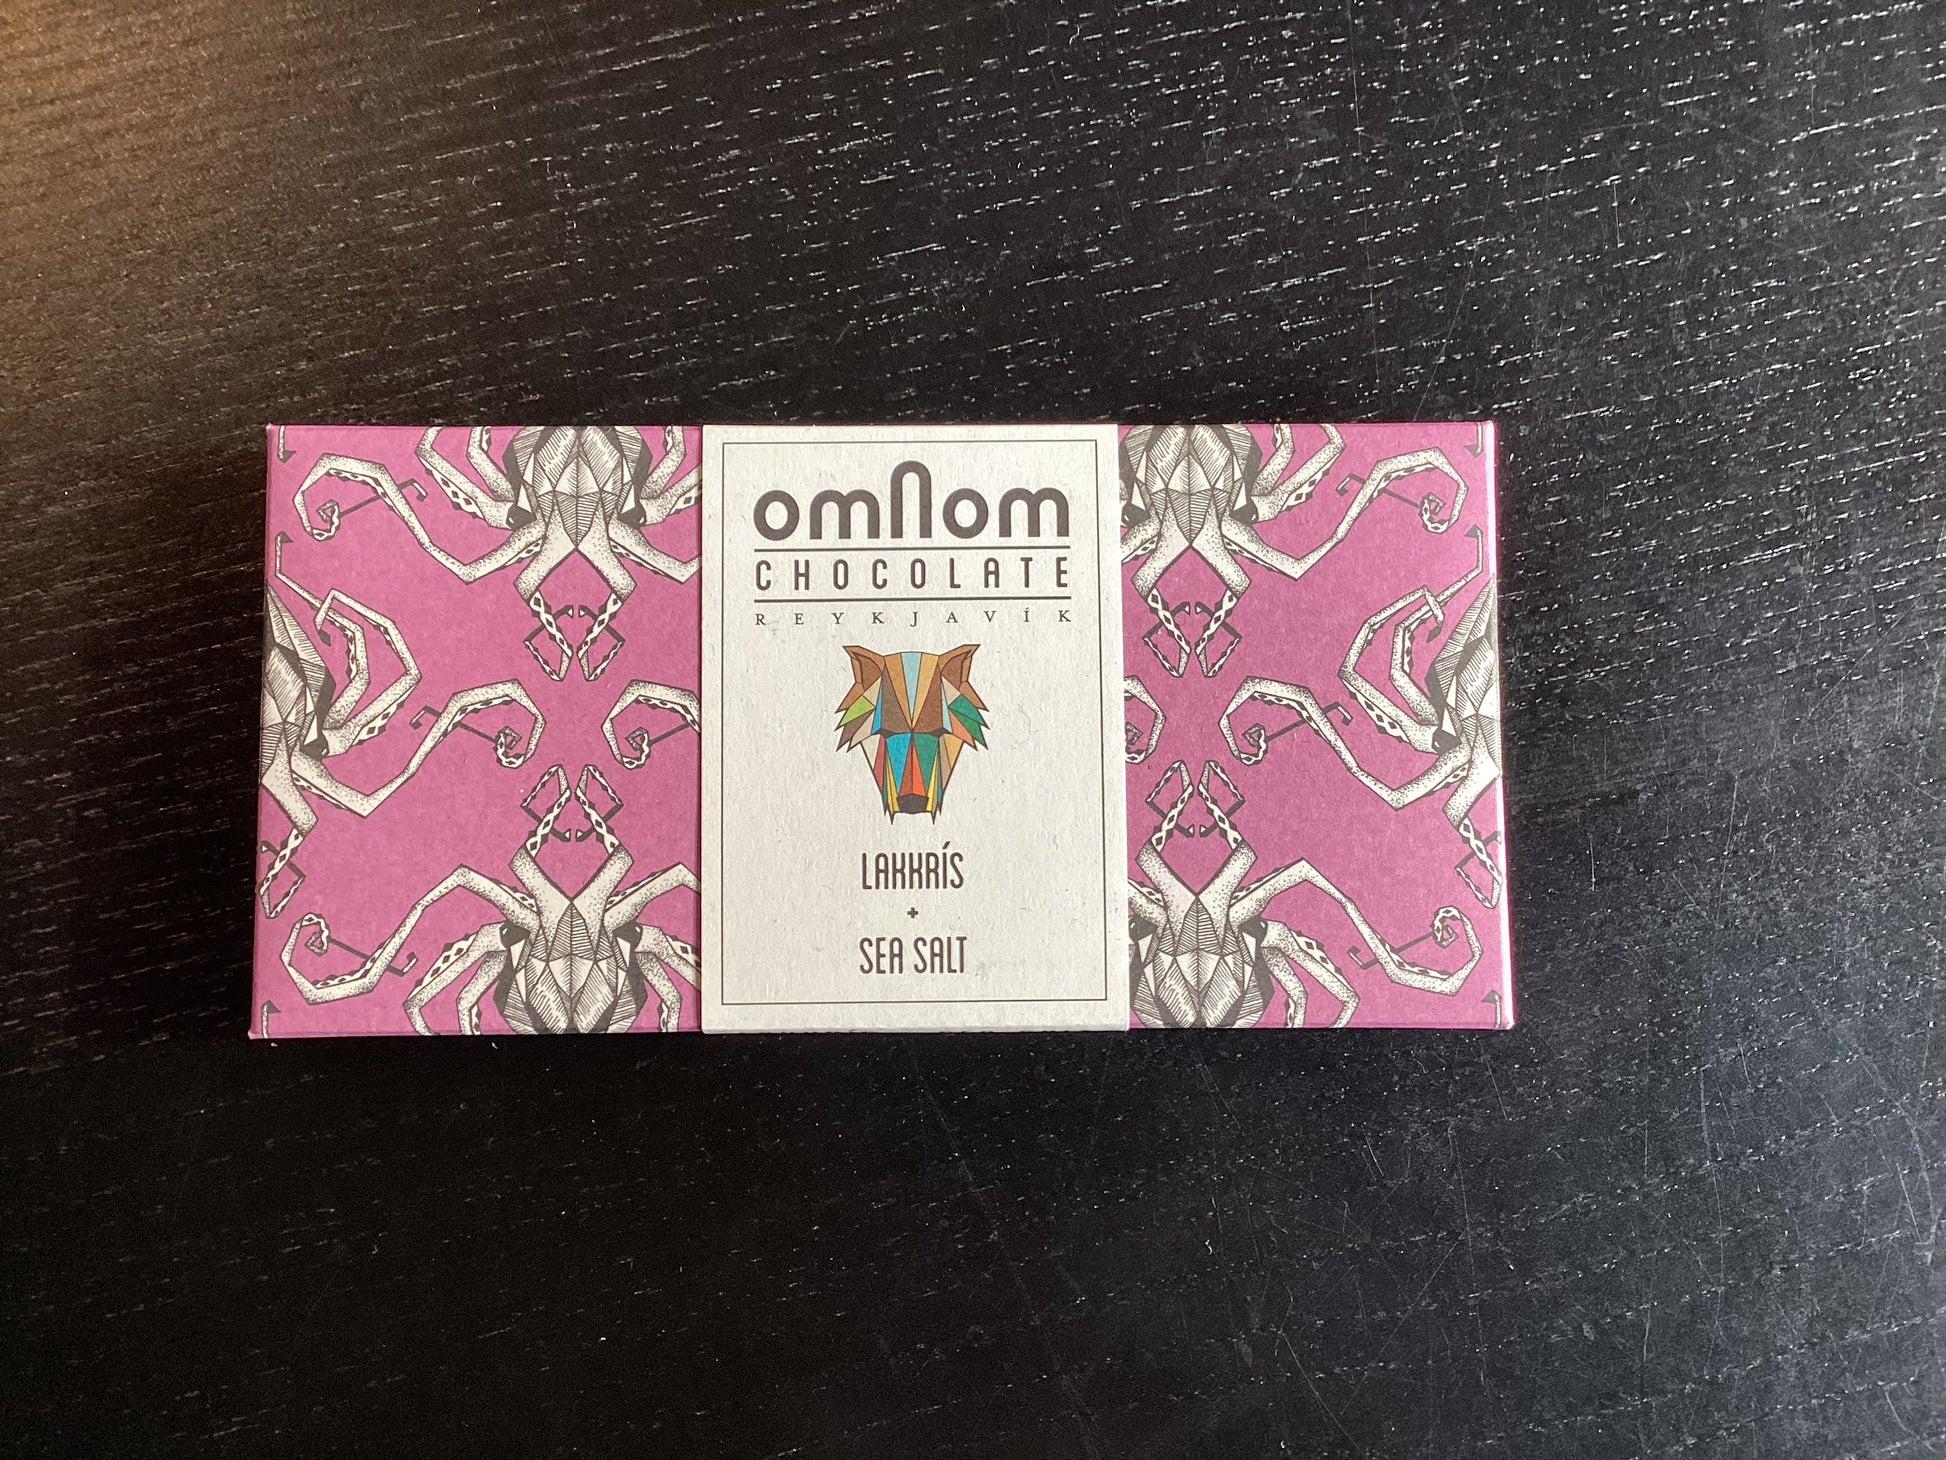 omnom
CHOCOLATE
REYKJAVÍK
LAKKRÍS
+
SEA SALT